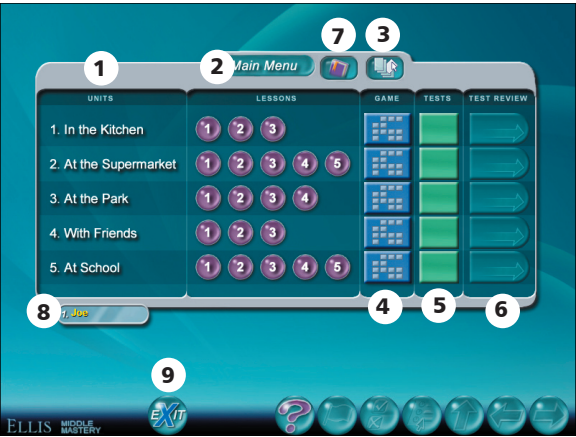 7 3
1 2 Main Menu
UNITS LESSONS GAME TESTS TEST REVIEW
1. In the Kitchen 1 2 3
2. At the Supermarket 1 2 3 4 5
3. At the Park 1 2 3 4
4. With Friends 1 2 3
5. At School 1 2 3 4 5
8 1. Joe 4 5 6
9
EXIT ?
ELLIS MIDDLE
MASTERY